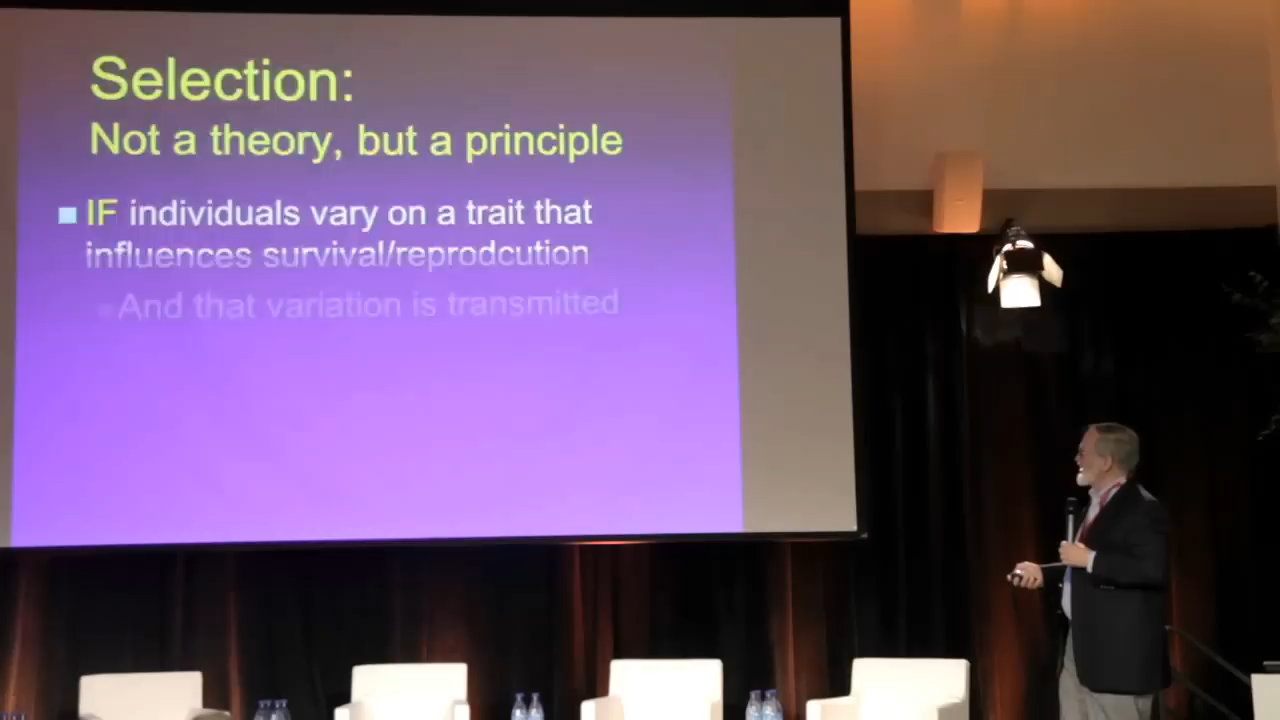 Selection:
Not a theory, but a principle
IF individuals vary on a trait that
influences survival/reprodcution
And that variation is transmitted